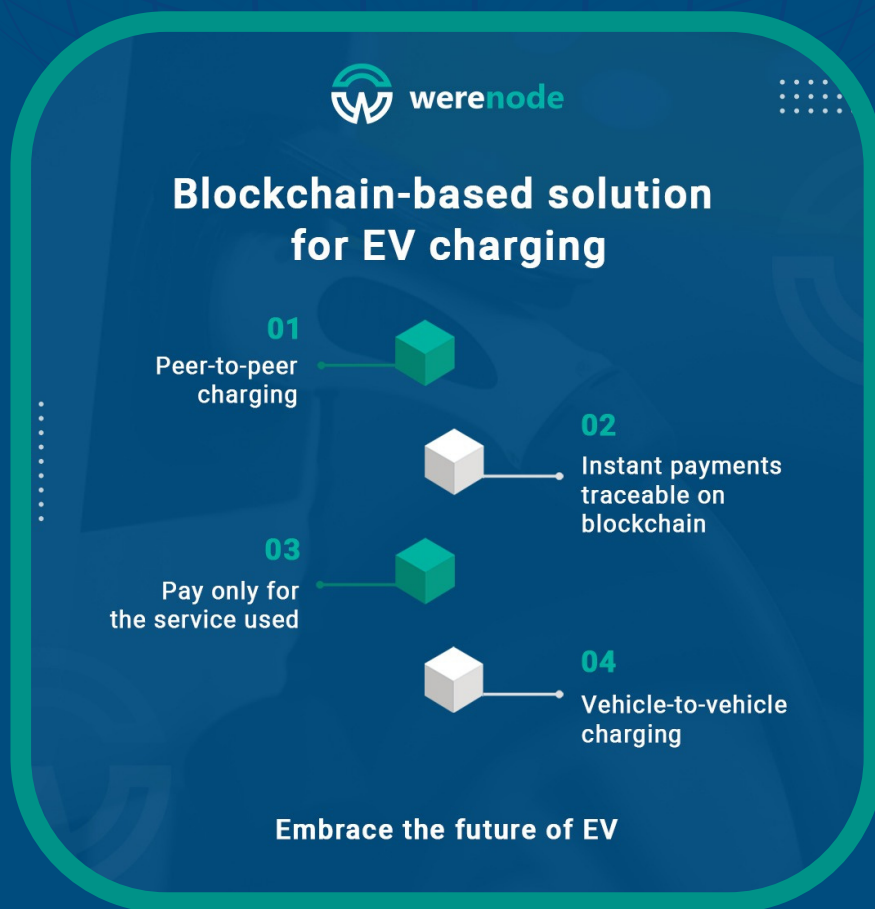 werenode
Blockchain-based solution
for EV charging
01
Peer-to-peer
charging
02
Instant payments
traceable on
blockchain
03
Pay only for
the service used
04
Vehicle-to-vehicle
charging
Embrace the future of EV